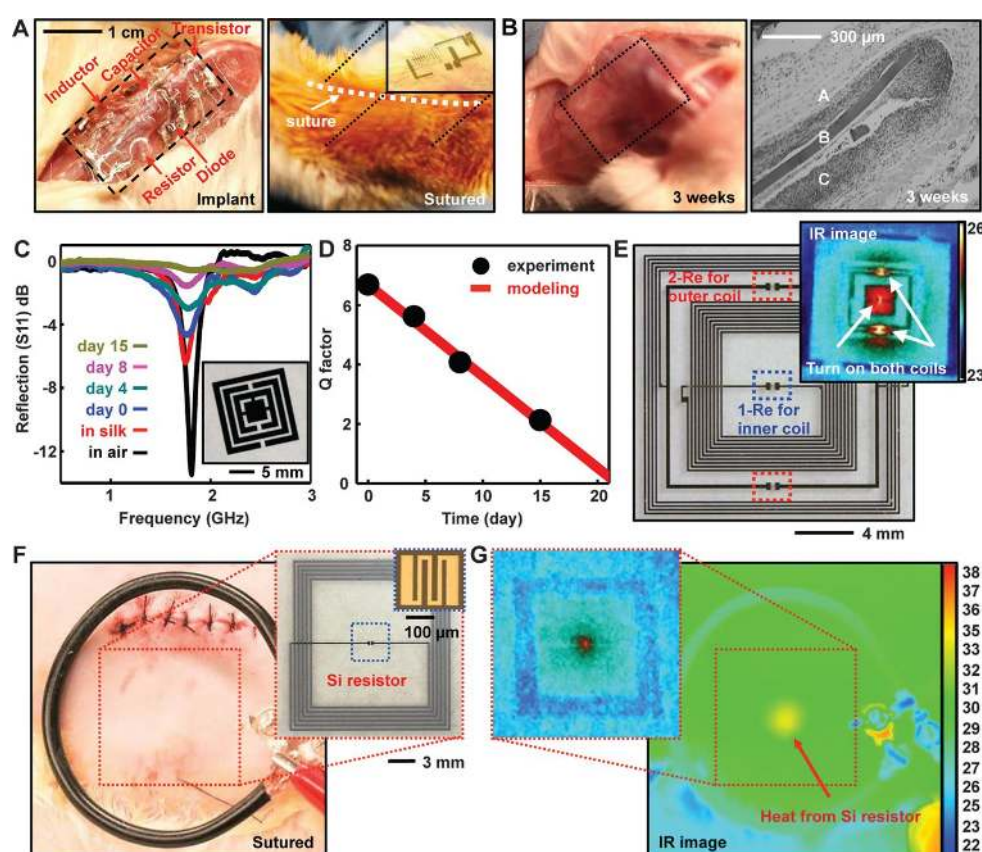 A
1 cm
Transistor
Capacitor
Inductor
Resistor
Diode
Implant
suture
Sutured
B
3 weeks
300 µm
A
B
C
3 weeks
C
Reflection (S11) dB
0
-4
-8
-12
day 15
day 8
day 4
day 0
in silk
in air
5 mm
1
2
3
Frequency (GHz)
D
Q factor
8
6
4
2
0
experiment
modeling
0
5
10
15
20
Time (day)
E
2-Re for
outer coil
1-Re for
inner coil
4 mm
IR image
Turn on both coils
26
23
F
Sutured
Si resistor
100 µm
3 mm
G
Heat from Si resistor
IR image
38
37
36
35
34
33
32
31
30
29
28
27
26
25
24
23
22